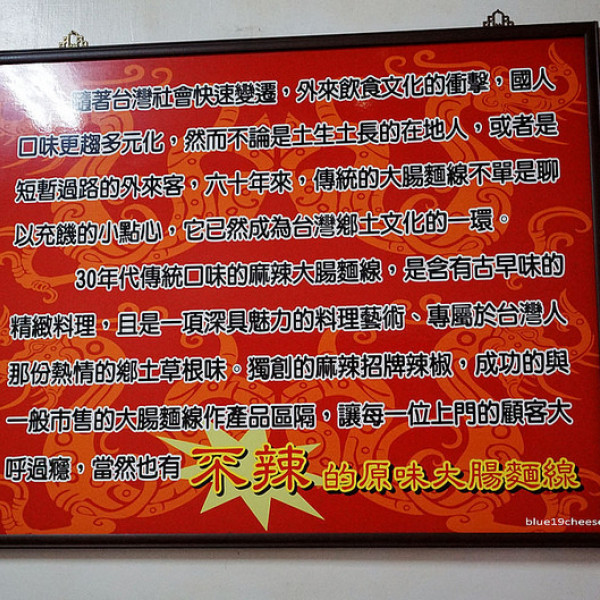 隨著台灣社會快速變遷，外來飲食文化的衝擊，國人
口味更趨多元化，然而不論是土生土長的在地人，或者是
短暫過路的外來客，六十年來，傳統的大腸麵線不單是聊
以充饑的小點心，它已然成為台灣鄉土文化的一環。
30年代傳統口味的麻辣大腸麵線，是含有古早味的
精緻料理，且是一項深具魅力的料理藝術、專屬於台灣人
那份熱情的鄉土草根味。獨創的麻辣招牌辣椒，成功的與
一般市售的大腸麵線作產品區隔，讓每一位上門的顧客大
呼過癮，當然也有 不辣 的原味大腸麵線
blue19cheese